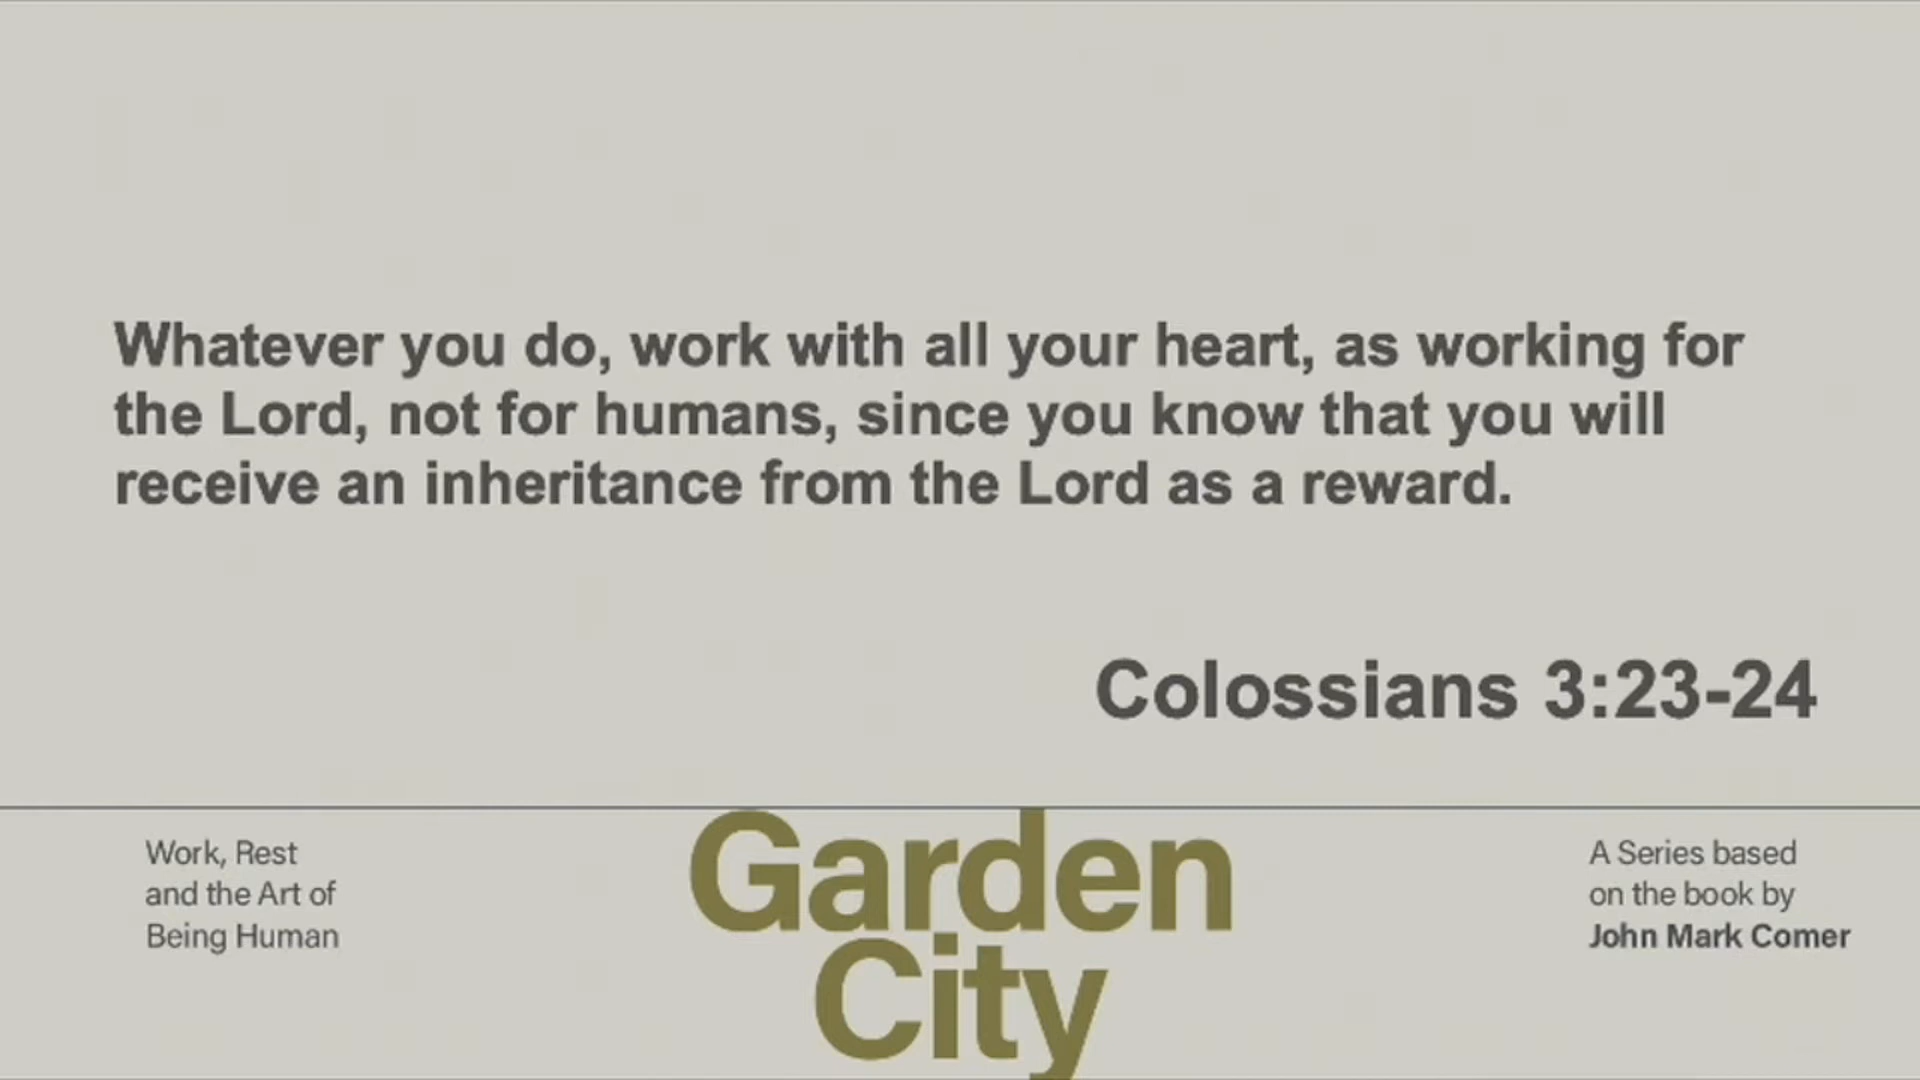 Whatever you do, work with all your heart, as working for
the Lord, not for humans, since you know that you will
receive an inheritance from the Lord as a reward.
Colossians 3:23-24
Work, Rest
and the Art of
Being Human
Garden
City
A Series based
on the book by
John Mark Comer